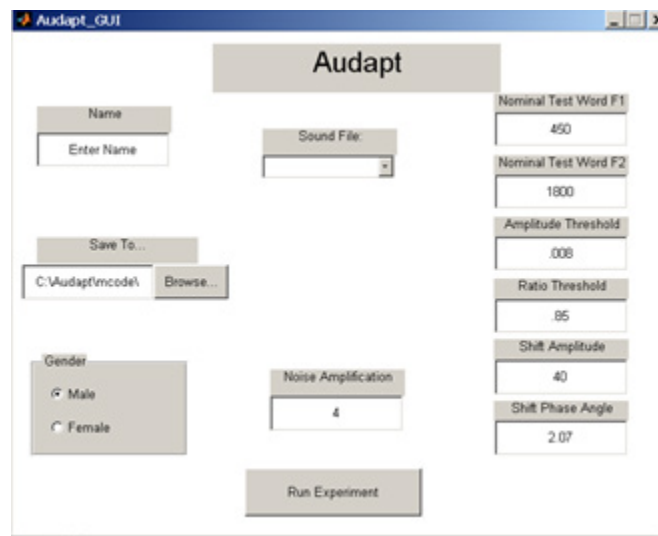 Audapt_GUI
Audapt
Name
Enter Name
Sound File:
Nominal Test Word F1
450
Nominal Test Word F2
1800
Save To...
C:\Audapt\mcode\
Browse...
Amplitude Threshold
.008
Ratio Threshold
.85
Gender
Male
Female
Noise Amplification
4
Shift Amplitude
40
Shift Phase Angle
2.07
Run Experiment